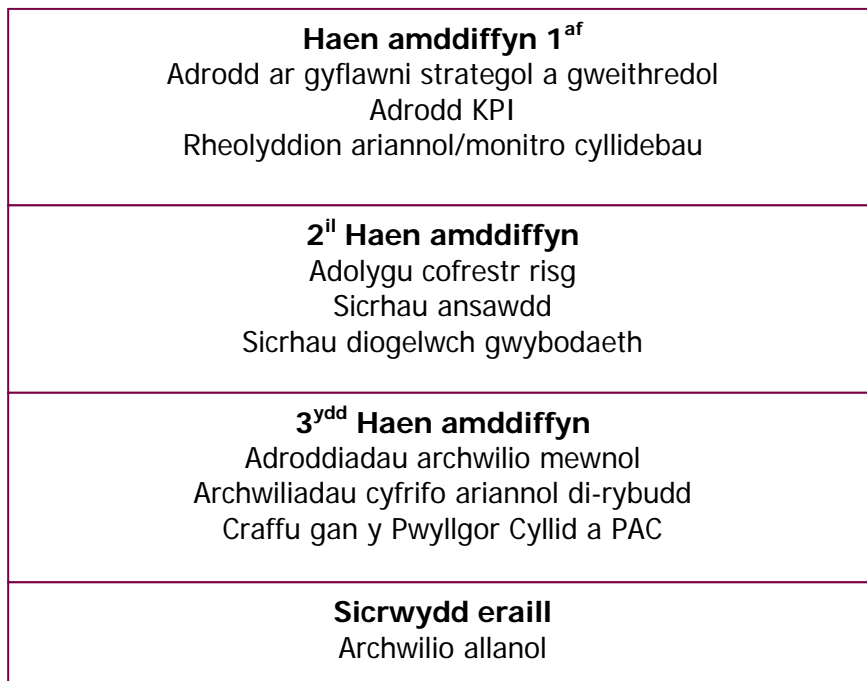 Haen amddiffyn 1af
Adrodd ar gyflawni strategol a gweithredol
Adrodd KPI
Rheolyddion ariannol/monitro cyllidebau
2il Haen amddiffyn
Adolygu cofrestr risg
Sicrhau ansawdd
Sicrhau diogelwch gwybodaeth
3ydd Haen amddiffyn
Adroddiadau archwilio mewnol
Archwiliadau cyfrifo ariannol di-rybudd
Craffu gan y Pwyllgor Cyllid a PAC
Sicrwydd eraill
Archwilio allanol